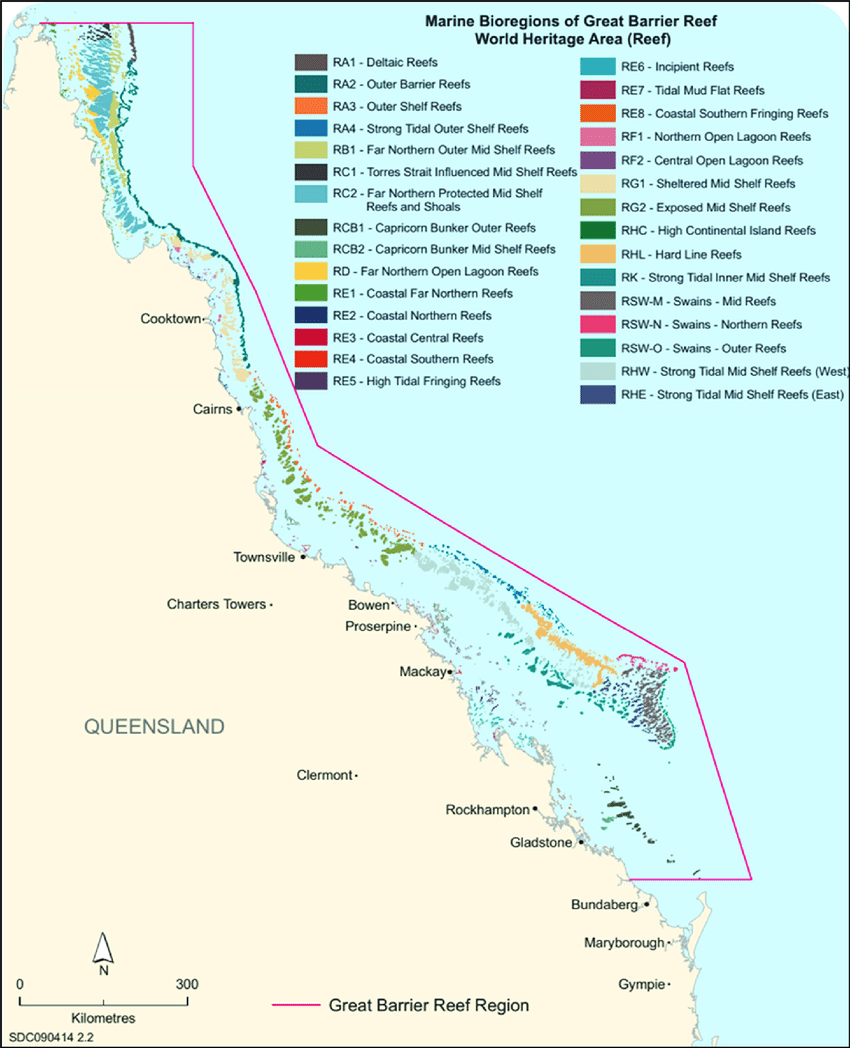 Marine Bioregions of Great Barrier Reef
World Heritage Area (Reef)
RA1 - Deltaic Reefs
RA2 - Outer Barrier Reefs
RA3 - Outer Shelf Reefs
RA4 - Strong Tidal Outer Shelf Reefs
RB1 - Far Northern Outer Mid Shelf Reefs
RC1 - Torres Strait Influenced Mid Shelf Reefs
RC2 - Far Northern Protected Mid Shelf
Reefs and Shoals
RCB1 - Capricorn Bunker Outer Reefs
RCB2 - Capricorn Bunker Mid Shelf Reefs
RD - Far Northern Open Lagoon Reefs
RE1 - Coastal Far Northern Reefs
RE2 - Coastal Northern Reefs
RE3 - Coastal Central Reefs
RE4 - Coastal Southern Reefs
RE5 - High Tidal Fringing Reefs
RE6 - Incipient Reefs
RE7 - Tidal Mud Flat Reefs
RE8 - Coastal Southern Fringing Reefs
RF1 - Northern Open Lagoon Reefs
RF2 - Central Open Lagoon Reefs
RG1 - Sheltered Mid Shelf Reefs
RG2 - Exposed Mid Shelf Reefs
RHC - High Continental Island Reefs
RHL - Hard Line Reefs
RK - Strong Tidal Inner Mid Shelf Reefs
RSW-M - Swains - Mid Reefs
RSW-N - Swains - Northern Reefs
RSW-O - Swains - Outer Reefs
RHW - Strong Tidal Mid Shelf Reefs (West)
RHE - Strong Tidal Mid Shelf Reefs (East)
Cooktown
Cairns
Townsville
Charters Towers
Bowen
Proserpine
Mackay
QUEENSLAND
Clermont
Rockhampton
Gladstone
Bundaberg
Maryborough
Gympie
N
0 300
Kilometres
Great Barrier Reef Region
SDC090414 2.2